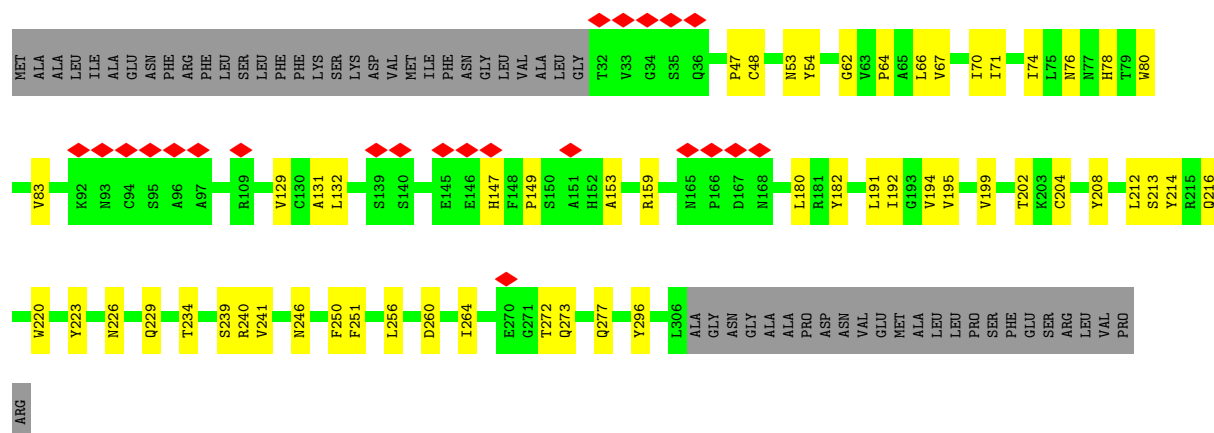 MET ALA ALA LEU ILE ALA GLU ASN PHE ARG PHE LEU SER LEU PHE PHE LYS SER LYS ASP VAL MET ILE PHE ASN GLY LEU VAL ALA LEU GLY T32 V33 G34 S35 Q36 P47 C48 N53 Y54 G62 V63 P64 A65 L66 V67 I70 I71 I74 L75 N76 N77 H78 T79 W80
V83 K92 N93 C94 S95 A96 A97 R109 V129 C130 A131 L132 S139 S140 E145 E146 H147 F148 P149 S150 A151 H152 A153 R159 N165 P166 D167 N168 L180 R181 Y182 L191 I192 G193 V194 V195 V199 T202 K203 C204 Y208 L212 S213 Y214 R215 Q216
W220 Y223 N226 Q229 T234 S239 R240 V241 N246 F250 F251 L256 D260 I264 E270 G271 T272 Q273 Q277 Y296 L306 ALA GLY ASN GLY ALA ALA PRO ASP ASN VAL GLU MET ALA LEU LEU PRO SER PHE GLU SER ARG LEU VAL PRO
ARG